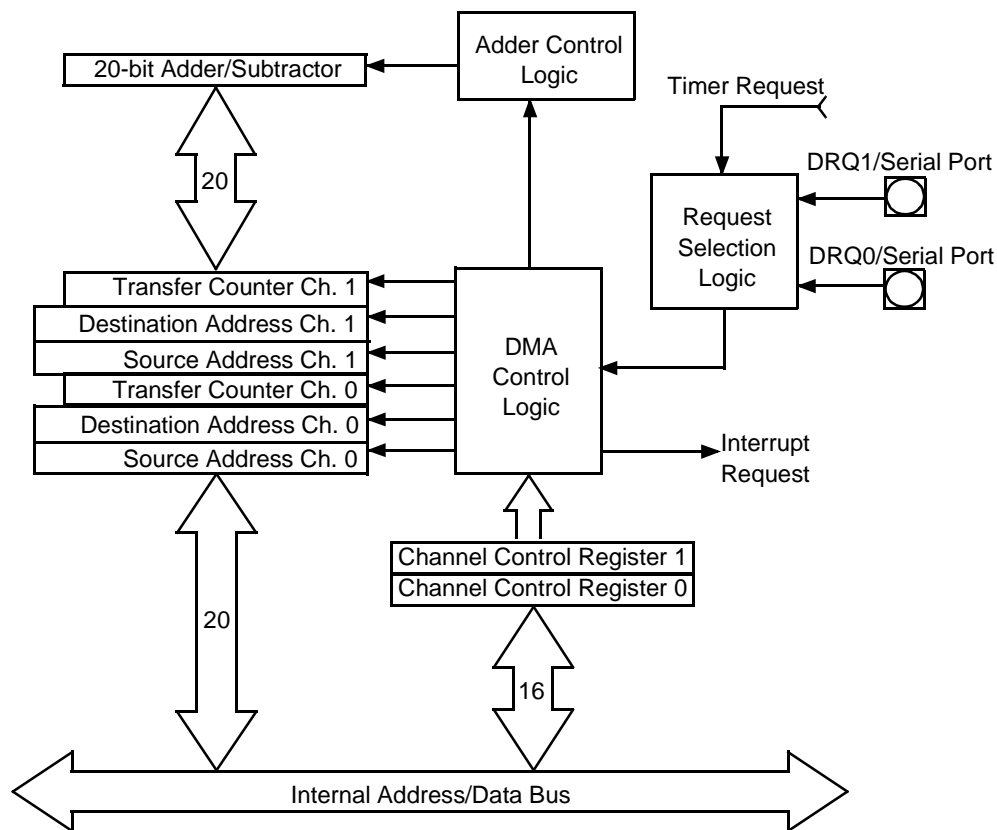 Adder Control
Logic
20-bit Adder/Subtractor
Timer Request
DRQ1/Serial Port
20
Request
Selection
Logic
DRQ0/Serial Port
Transfer Counter Ch. 1
Destination Address Ch. 1
Source Address Ch. 1
Transfer Counter Ch. 0
Destination Address Ch. 0
Source Address Ch. 0
DMA
Control
Logic
Interrupt
Request
Channel Control Register 1
Channel Control Register 0
20
16
Internal Address/Data Bus